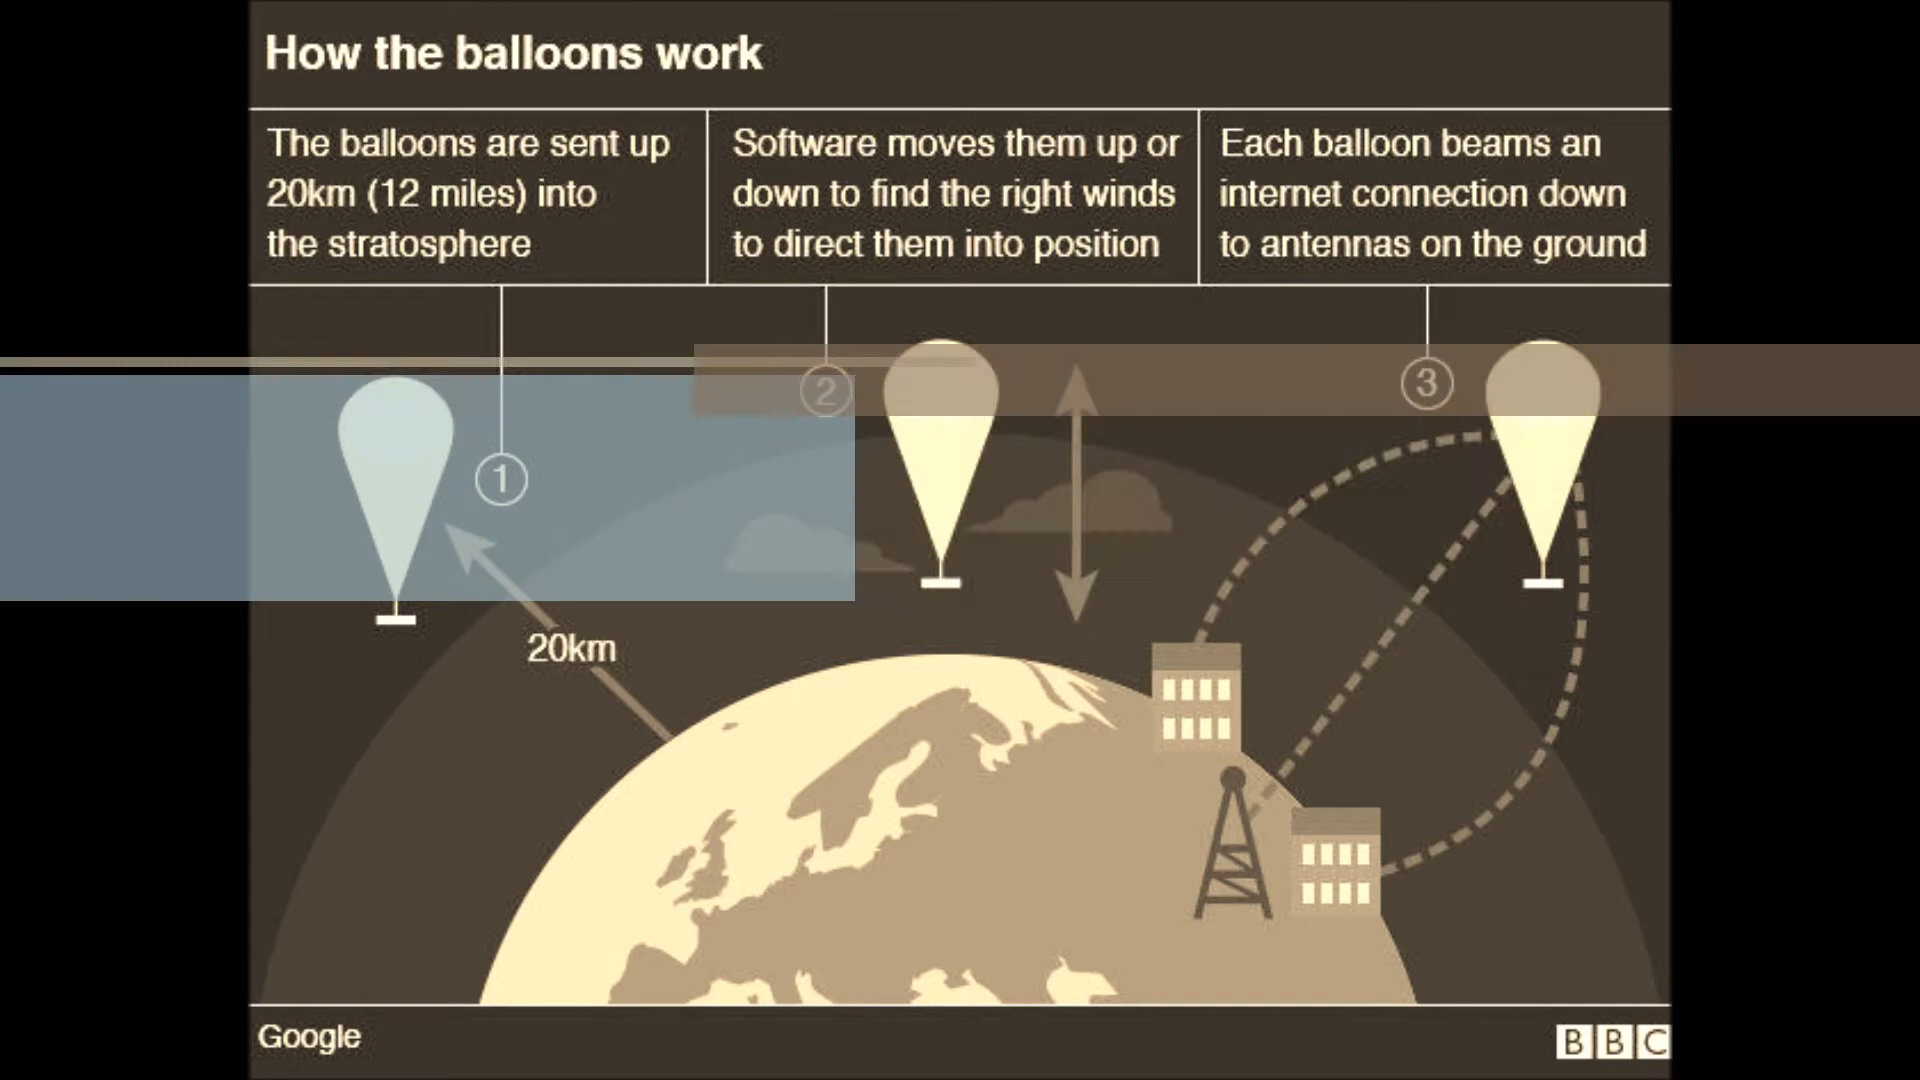 How the balloons work
The balloons are sent up
20km (12 miles) into
the stratosphere
Software moves them up or
down to find the right winds
to direct them into position
Each balloon beams an
internet connection down
to antennas on the ground
1
2
3
20km
Google
BBC